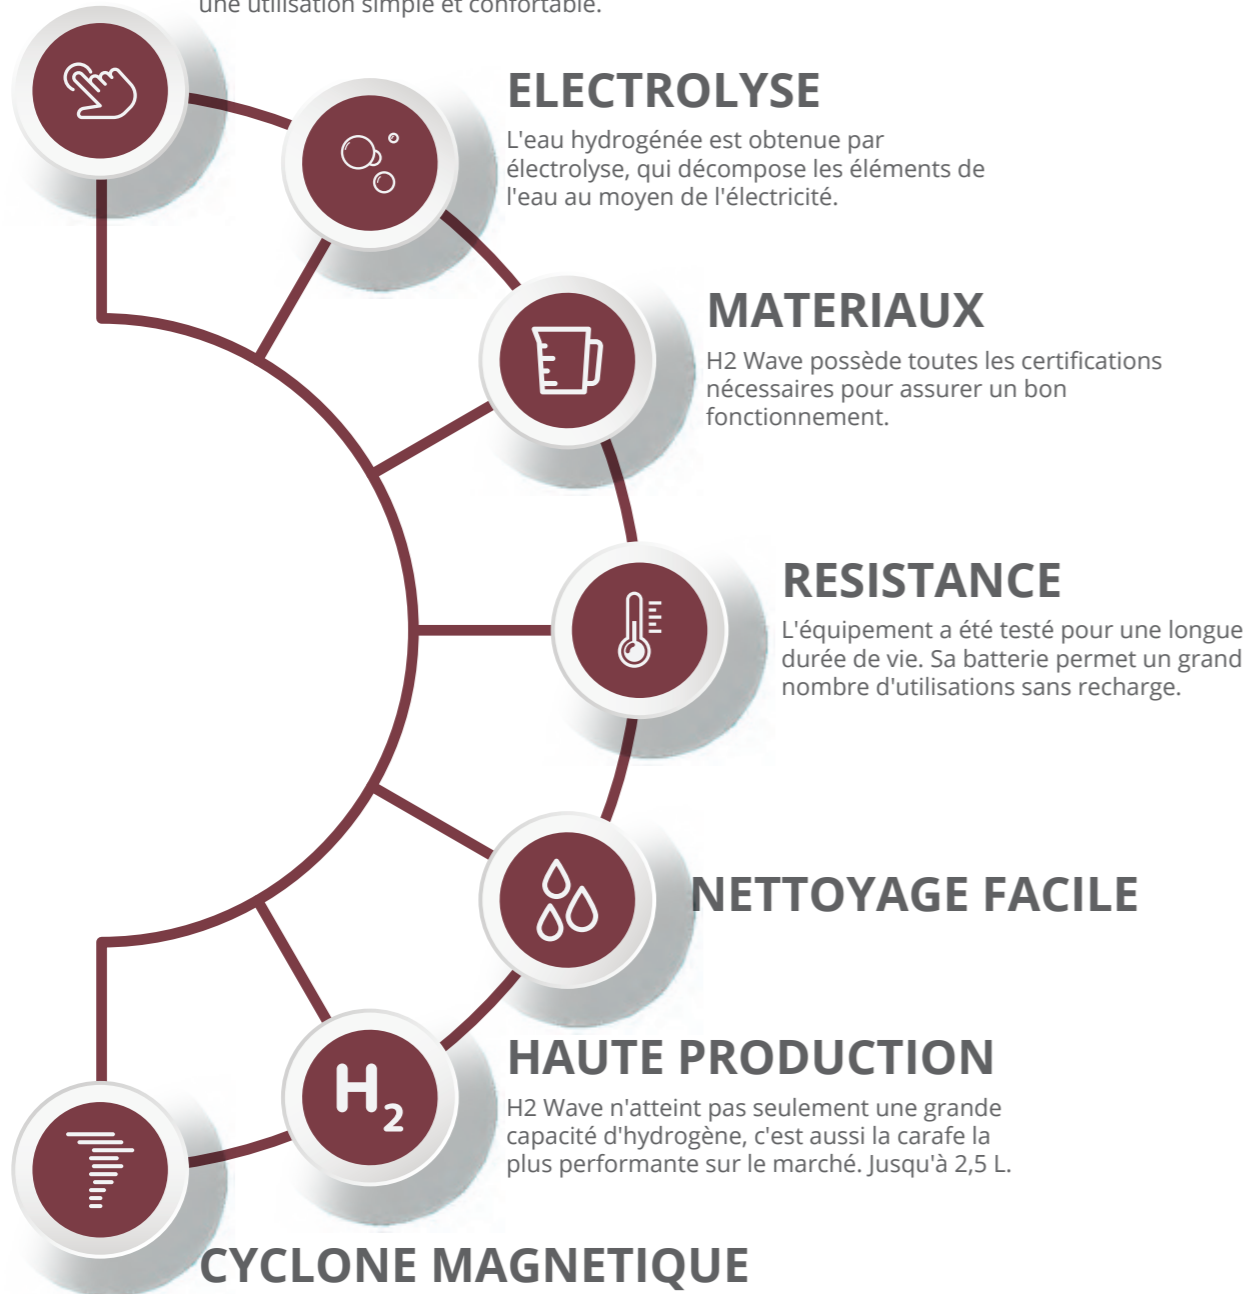 une utilisation simple et confortable.
ELECTROLYSE
L'eau hydrogénée est obtenue par
électrolyse, qui décompose les éléments de
l'eau au moyen de l'électricité.
MATERIAUX
H2 Wave possède toutes les certifications
nécessaires pour assurer un bon
fonctionnement.
RESISTANCE
L'équipement a été testé pour une longue
durée de vie. Sa batterie permet un grand
nombre d'utilisations sans recharge.
NETTOYAGE FACILE
H2
HAUTE PRODUCTION
H2 Wave n'atteint pas seulement une grande
capacité d'hydrogène, c'est aussi la carafe la
plus performante sur le marché. Jusqu'à 2,5 L.
CYCLONE MAGNETIQUE